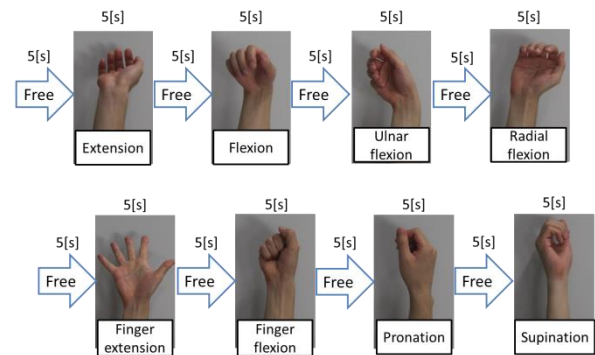 5[s] 5[s] 5[s] 5[s]
5[s] 5[s] 5[s] 5[s]
Free Free Free Free
Extension Flexion Ulnar flexion Radial flexion
5[s] 5[s] 5[s] 5[s]
5[s] 5[s] 5[s] 5[s]
Free Free Free Free
Finger extension Finger flexion Pronation Supination